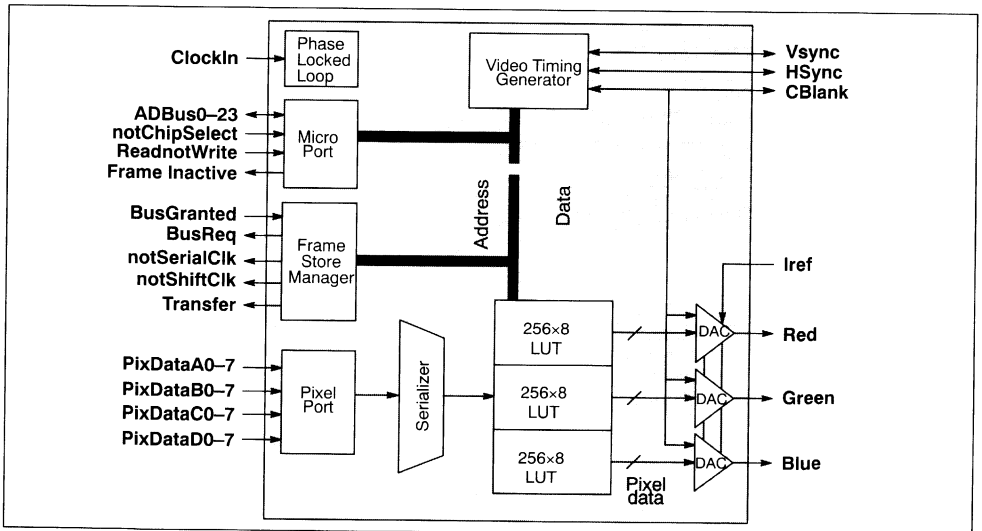 ClockIn
Phase
Locked
Loop
Video Timing
Generator
Vsync
HSync
CBlank
ADBus0–23
notChipSelect
ReadnotWrite
Frame Inactive
Micro
Port
Address
Data
BusGranted
BusReq
notSerialClk
notShiftClk
Transfer
Frame
Store
Manager
Iref
256×8
LUT
DAC
Red
PixDataA0–7
PixDataB0–7
PixDataC0–7
PixDataD0–7
Pixel
Port
Serializer
256×8
LUT
DAC
Green
256×8
LUT
DAC
Blue
Pixel
data